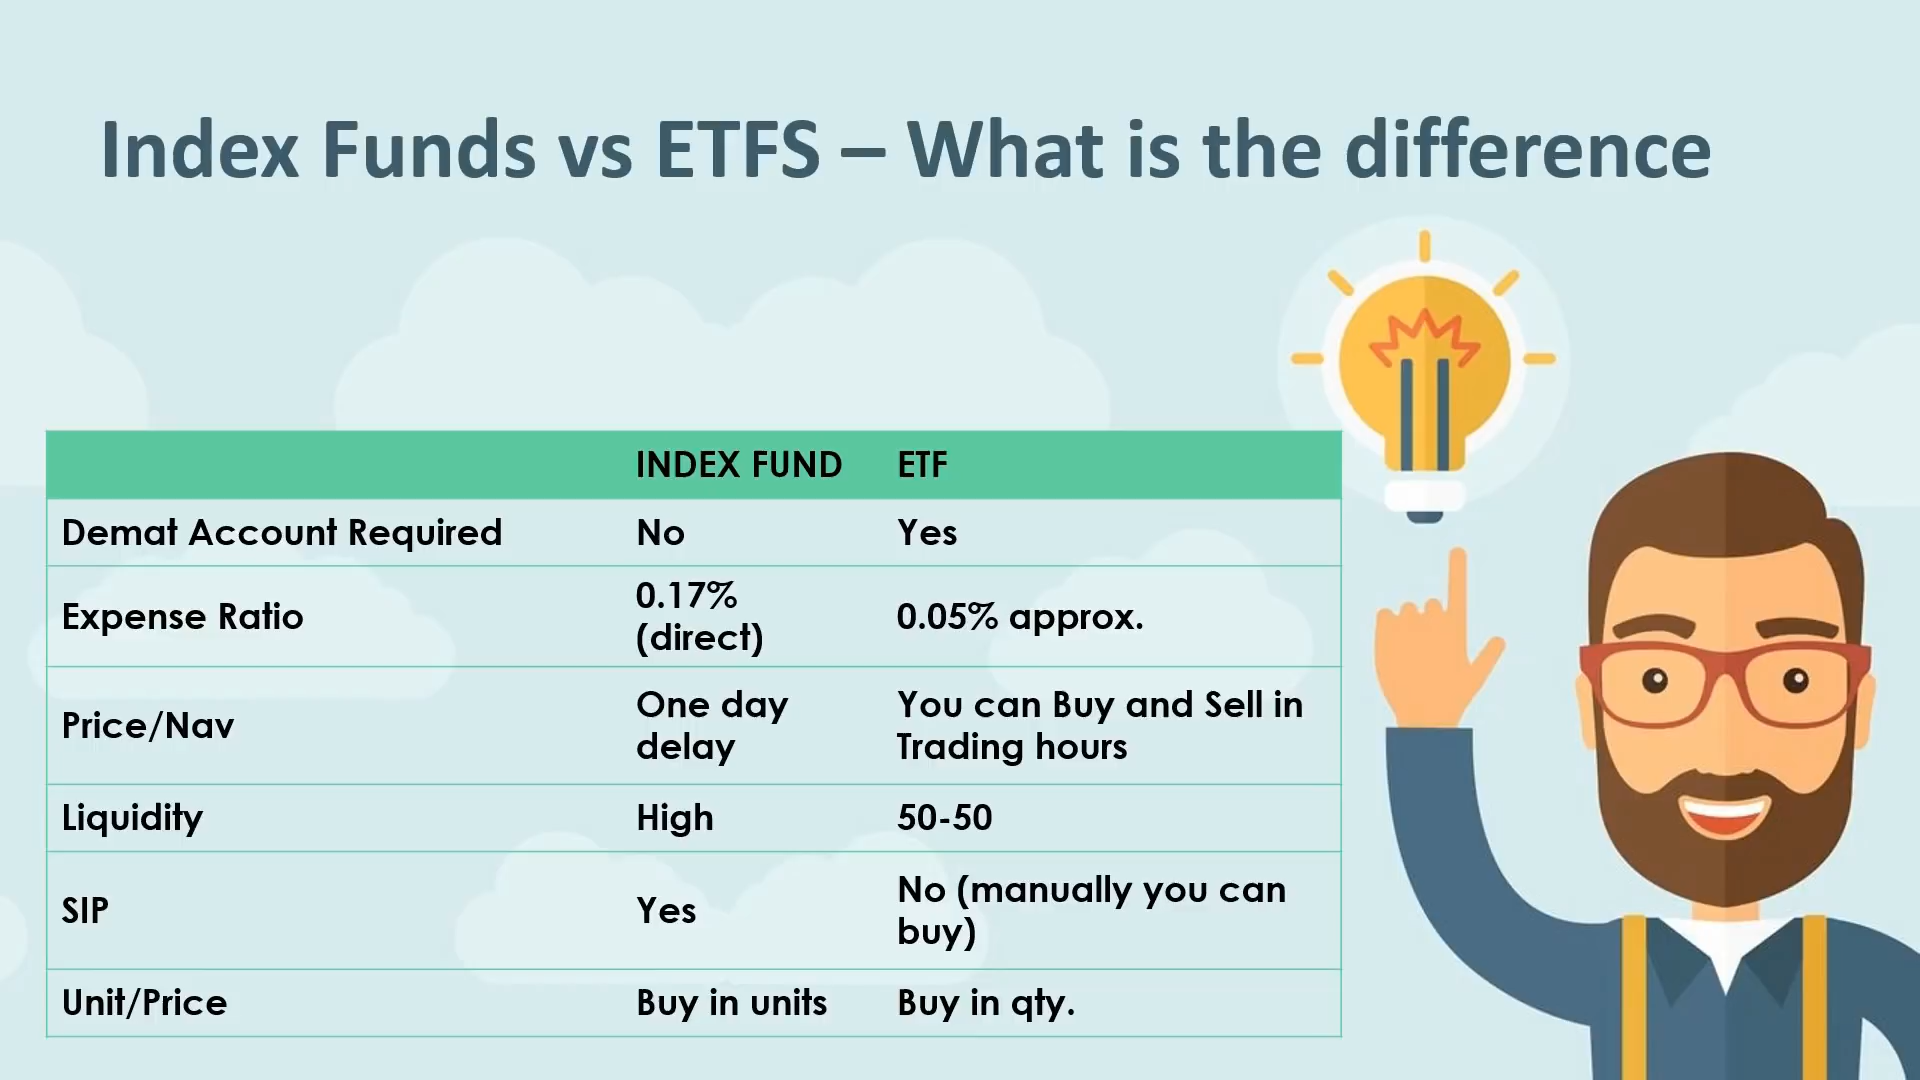 Index Funds vs ETFS – What is the difference
INDEX FUND ETF
Demat Account Required No Yes
Expense Ratio 0.17% (direct) 0.05% approx.
Price/Nav One day delay You can Buy and Sell in Trading hours
Liquidity High 50-50
SIP Yes No (manually you can buy)
Unit/Price Buy in units Buy in qty.